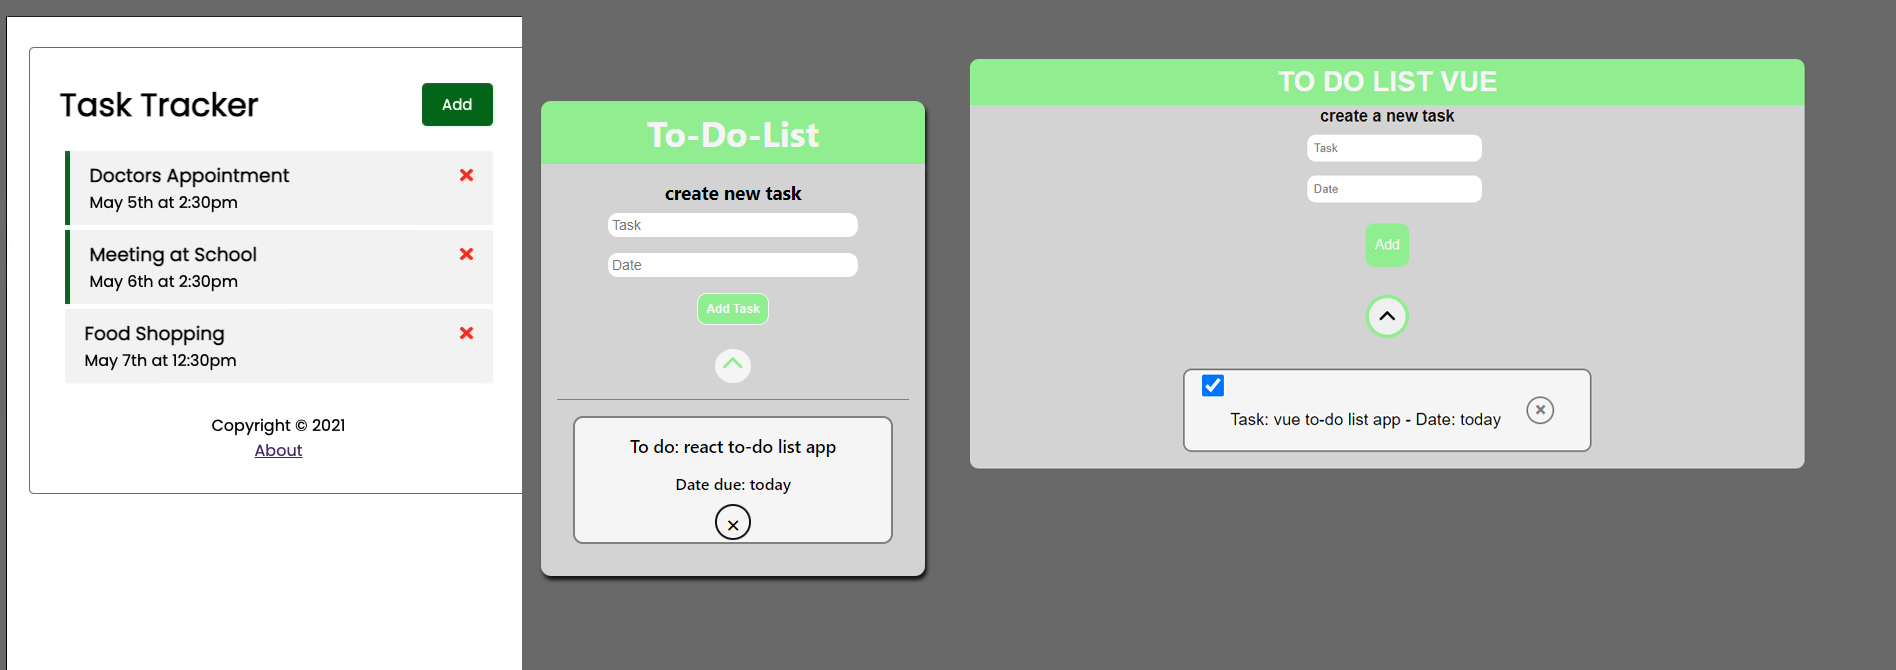 Task Tracker
Add
Doctors Appointment
May 5th at 2:30pm
Meeting at School
May 6th at 2:30pm
Food Shopping
May 7th at 12:30pm
Copyright © 2021
About
To-Do-List
create new task
Task
Date
Add Task
To do: react to-do list app
Date due: today
TO DO LIST VUE
create a new task
Task
Date
Add
Task: vue to-do list app - Date: today